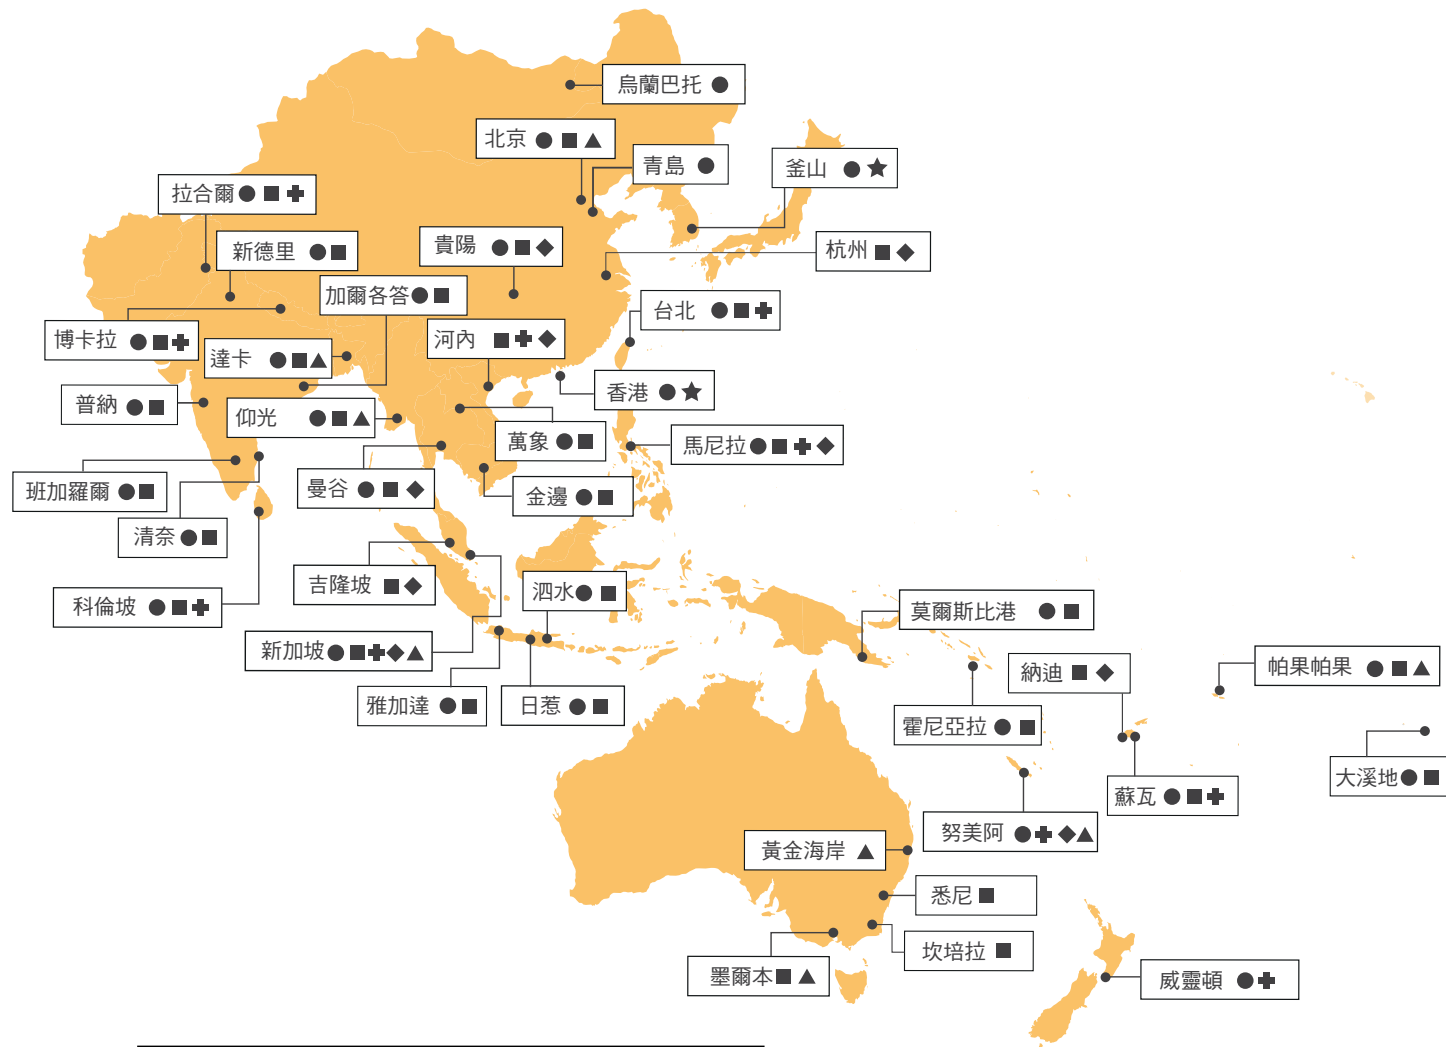 烏蘭巴托 ●
北京 ● ■ ▲
青島 ●
釜山 ● ★
拉合爾 ● ■ ✚
貴陽 ● ■ ◆
新德里 ● ■
杭州 ■ ◆
加爾各答 ● ■
台北 ● ■ ✚
博卡拉 ● ■ ✚
河內 ■ ✚ ◆
達卡 ● ■ ▲
香港 ● ★
普納 ● ■
仰光 ● ■ ▲
萬象 ● ■
馬尼拉 ● ■ ✚ ◆
班加羅爾 ● ■
曼谷 ● ■ ◆
金邊 ● ■
清奈 ● ■
吉隆坡 ■ ◆
泗水 ● ■
科倫坡 ● ■ ✚
莫爾斯比港 ● ■
新加坡 ● ■ ✚ ◆ ▲
納迪 ■ ◆
帕果帕果 ● ■ ▲
雅加達 ● ■
日惹 ● ■
霍尼亞拉 ● ■
大溪地 ● ■
蘇瓦 ● ■ ✚
努美阿 ● ✚ ◆ ▲
黃金海岸 ▲
悉尼 ■
坎培拉 ■
墨爾本 ■ ▲
威靈頓 ● ✚